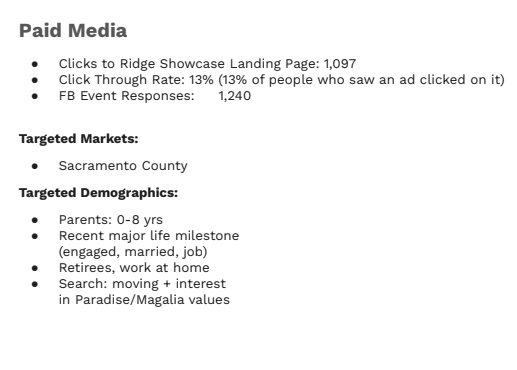 Paid Media
● Clicks to Ridge Showcase Landing Page: 1,097
● Click Through Rate: 13% (13% of people who saw an ad clicked on it)
● FB Event Responses: 1,240
Targeted Markets:
● Sacramento County
Targeted Demographics:
● Parents: 0-8 yrs
● Recent major life milestone
(engaged, married, job)
● Retirees, work at home
● Search: moving + interest
in Paradise/Magalia values